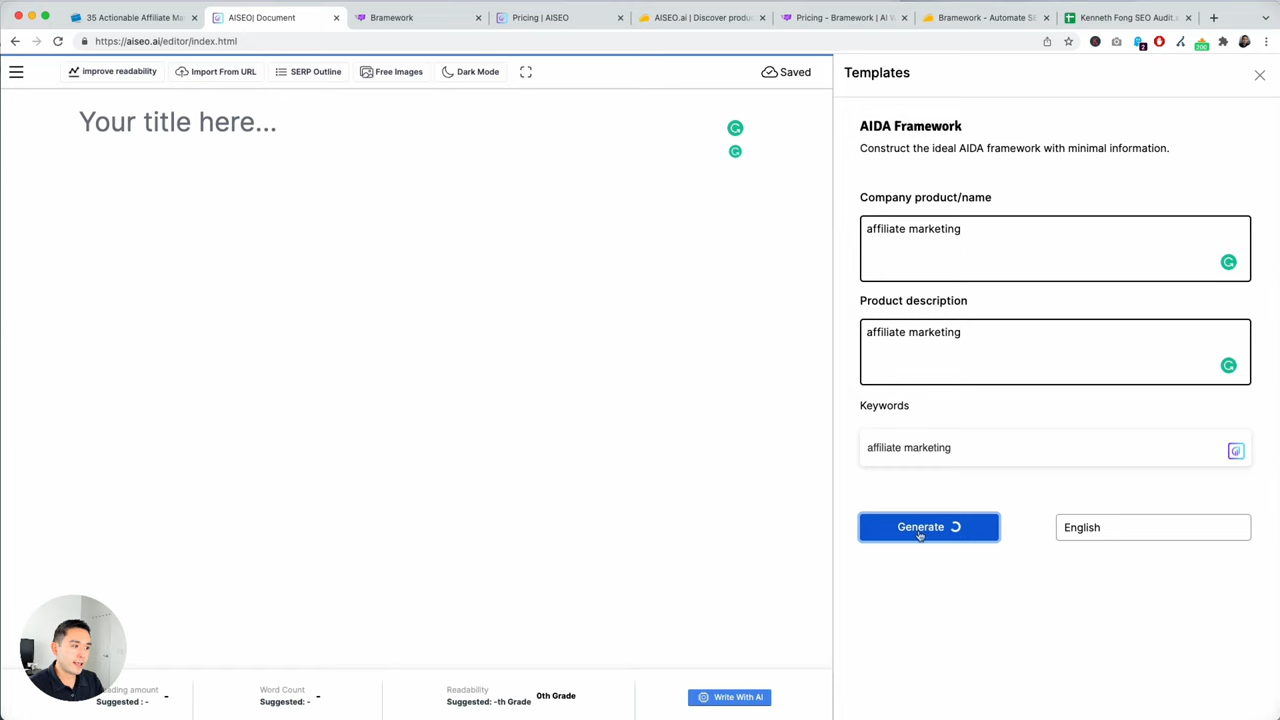 35 Actionable Affiliate Ma
AISEO| Document
Bramework
Pricing | AISEO
AISEO.ai | Discover produ
Pricing - Bramework | AI W
Bramework - Automate SE
Kenneth Fong SEO Audit.
https://aiseo.ai/editor/index.html
2
200
improve readability
Import From URL
SERP Outline
Free Images
Dark Mode
Saved
Your title here...
Templates
AIDA Framework
Construct the ideal AIDA framework with minimal information.
Company product/name
affiliate marketing
Product description
affiliate marketing
Keywords
affiliate marketing
Generate
English
ading amount
-
Suggested : -
Word Count
-
Suggested: -
Readability
Suggested: -th Grade
0th Grade
Write With AI